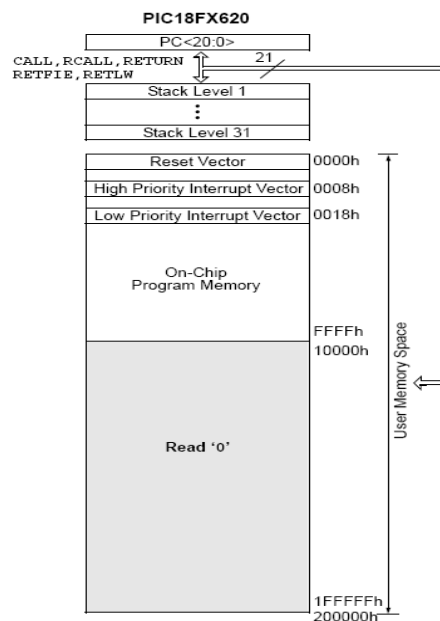 PIC18FX620
PC<20:0>
CALL,RCALL,RETURN
RETFIE,RETLW
21
Stack Level 1
Stack Level 31
Reset Vector
0000h
High Priority Interrupt Vector
0008h
Low Priority Interrupt Vector
0018h
On-Chip
Program Memory
FFFFh
10000h
User Memory Space
Read ‘0’
1FFFFFh
200000h